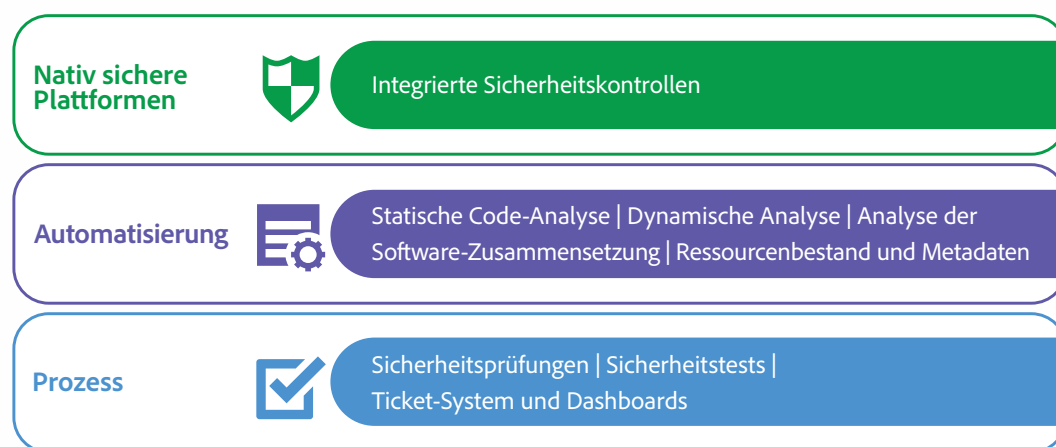 Nativ sichere
Plattformen
Integrierte Sicherheitskontrollen
Automatisierung
Statische Code-Analyse | Dynamische Analyse | Analyse der
Software-Zusammensetzung | Ressourcenbestand und Metadaten
Prozess
Sicherheitsprüfungen | Sicherheitstests |
Ticket-System und Dashboards